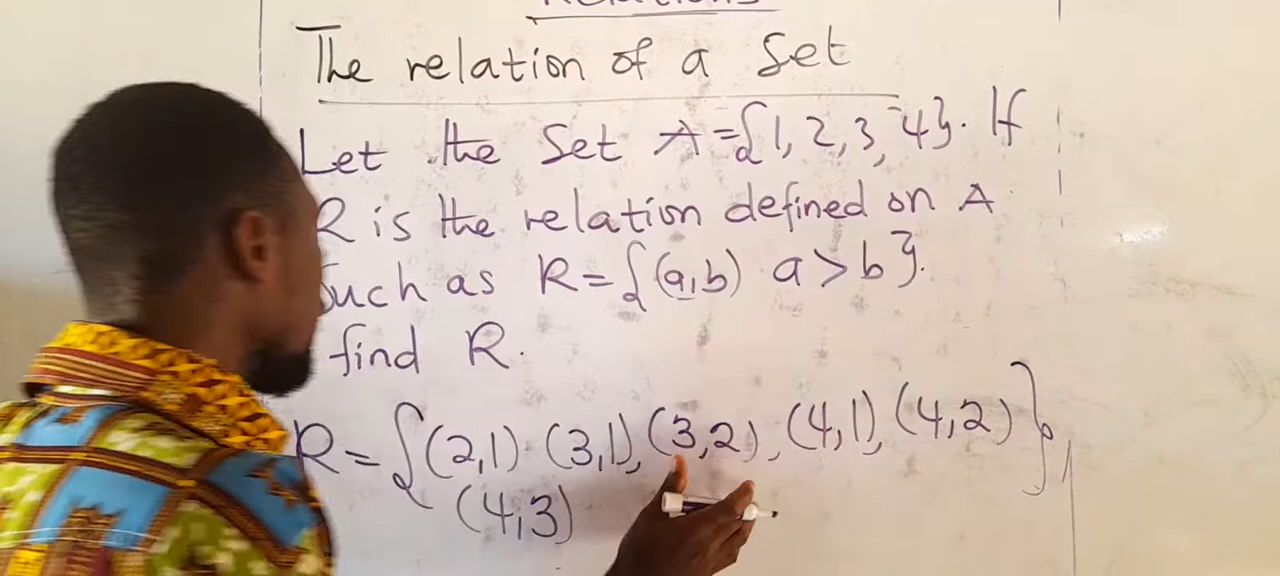 Relations
The relation of a Set
Let the Set A={1, 2, 3, 4}. If
R is the relation defined on A
Such as R={(a,b) a>b}.
find R.
R={(2,1) (3,1), (3,2), (4,1), (4,2)},
(4,3)